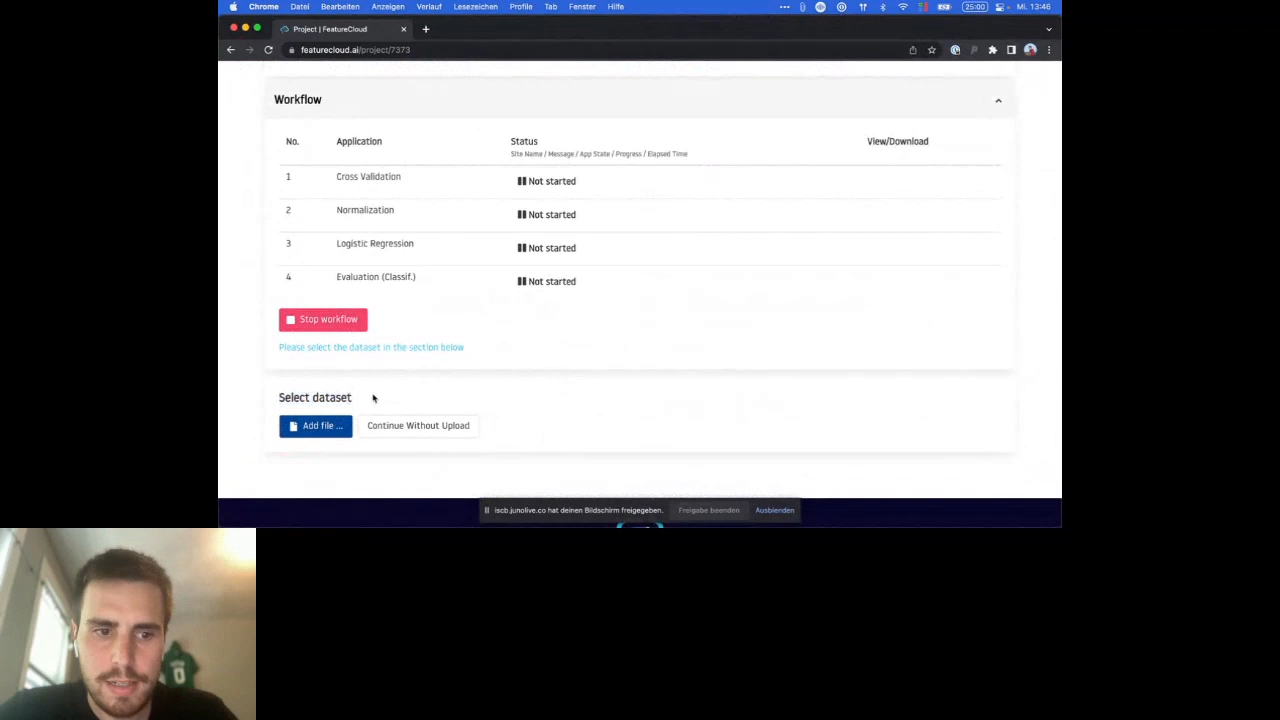 Chrome Datei Bearbeiten Anzeigen Verlauf Lesezeichen Profile Tab Fenster Hilfe 25:00 Mi. 13:46
Project | FeatureCloud
featurecloud.ai/project/7373
Workflow
No. Application Status View/Download
Site Name / Message / App State / Progress / Elapsed Time
1 Cross Validation Not started
2 Normalization Not started
3 Logistic Regression Not started
4 Evaluation (Classif.) Not started
Stop workflow
Please select the dataset in the section below
Select dataset
Add file ... Continue Without Upload
iscb.junolive.co hat deinen Bildschirm freigegeben. Freigabe beenden Ausblenden
0